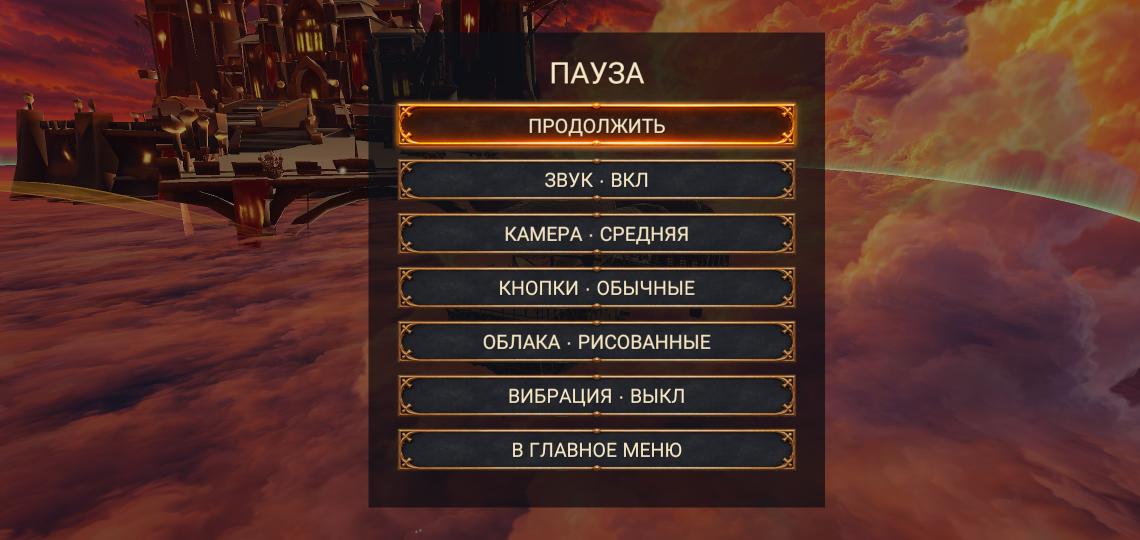 ПАУЗА
ПРОДОЛЖИТЬ
ЗВУК · ВКЛ
КАМЕРА · СРЕДНЯЯ
КНОПКИ · ОБЫЧНЫЕ
ОБЛАКА · РИСОВАННЫЕ
ВИБРАЦИЯ · ВЫКЛ
В ГЛАВНОЕ МЕНЮ